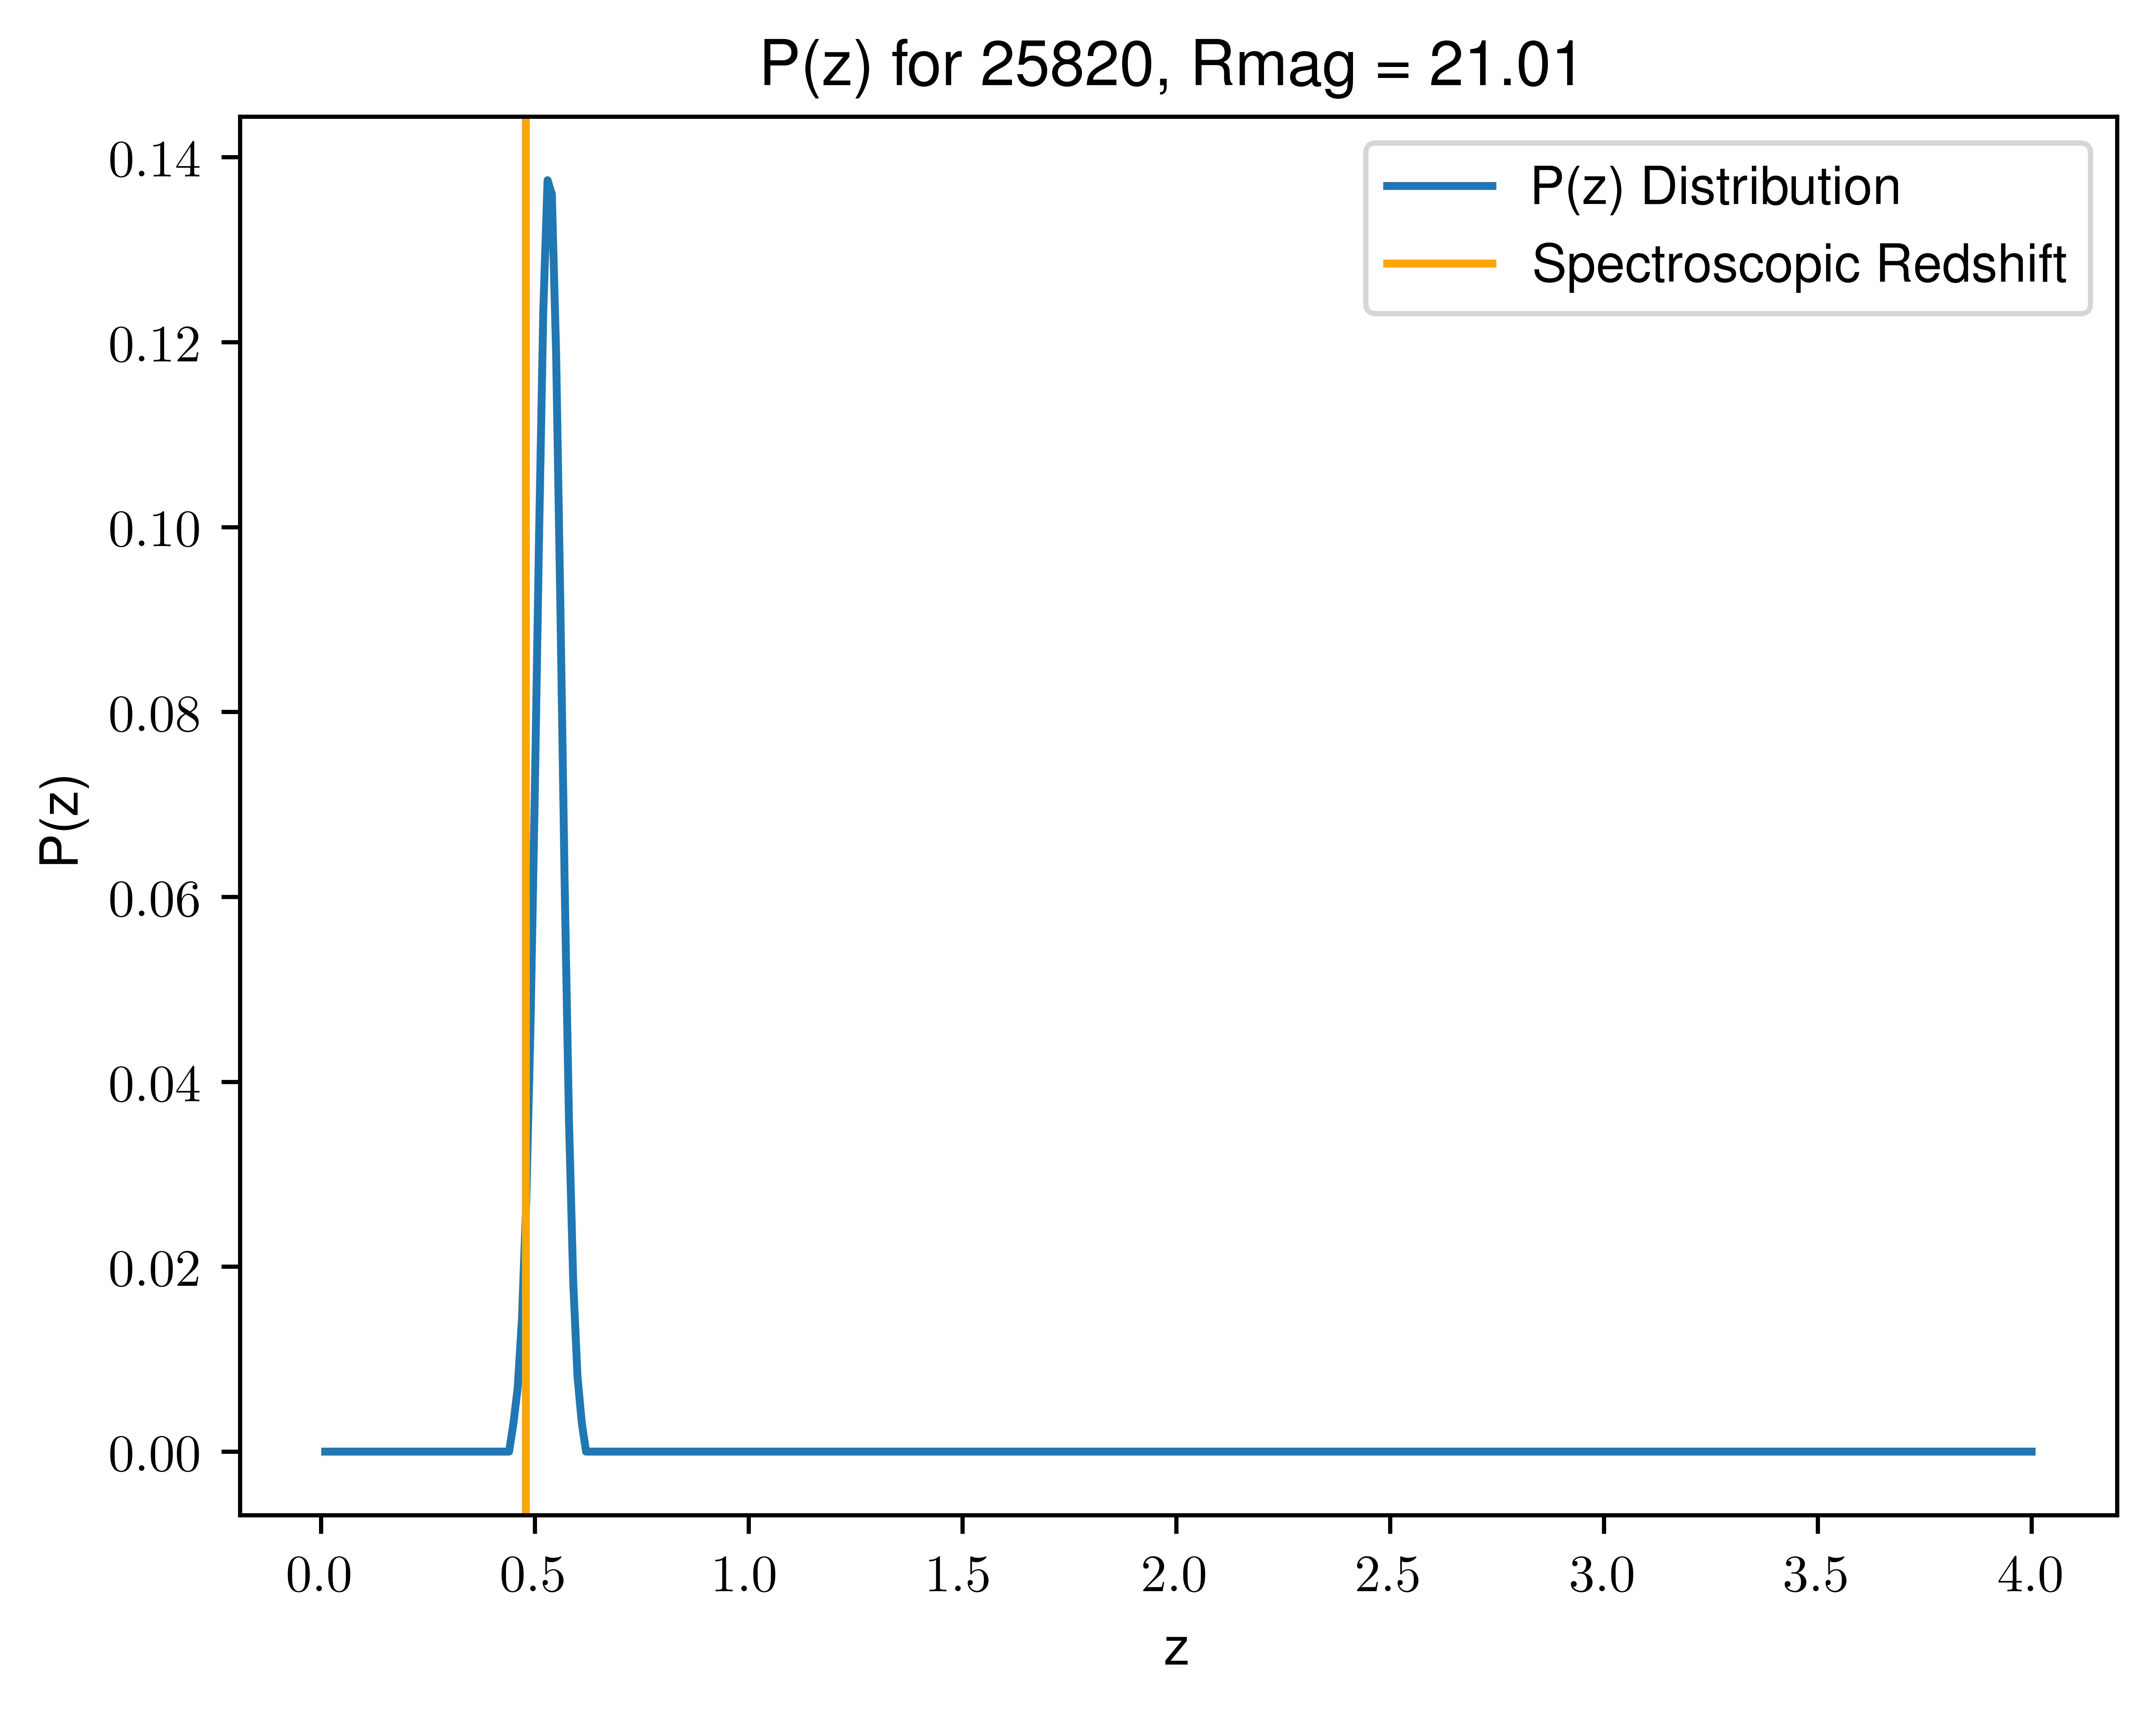 P(z) for 25820, Rmag = 21.01
P(z) Distribution
Spectroscopic Redshift
0.14
0.12
0.10
0.08
0.06
0.04
0.02
0.00
P(z)
0.0 0.5 1.0 1.5 2.0 2.5 3.0 3.5 4.0
z